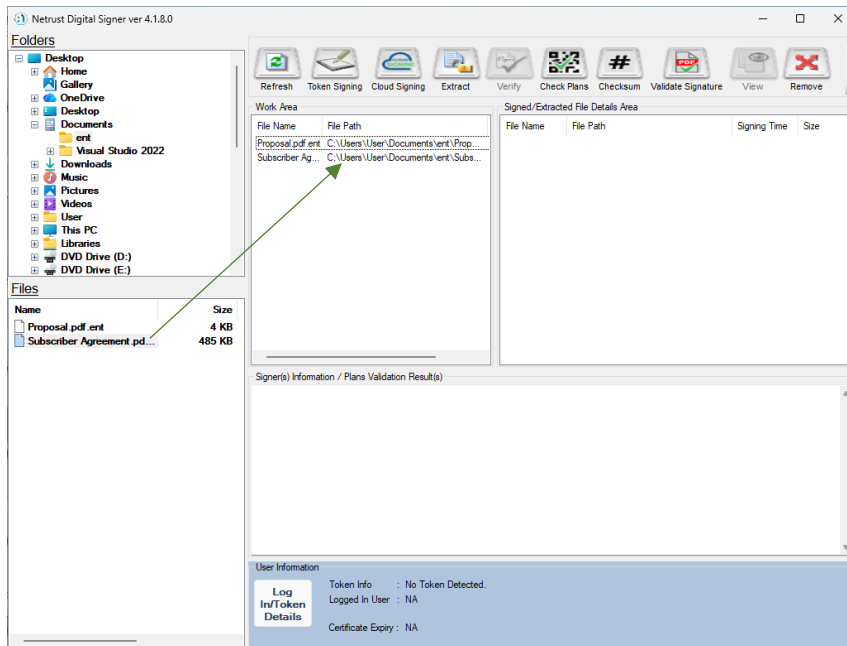 Netrust Digital Signer ver 4.1.8.0
Folders
Desktop
Home
Gallery
OneDrive
Desktop
Documents
ent
Visual Studio 2022
Downloads
Music
Pictures
Videos
User
This PC
Libraries
DVD Drive (D:)
DVD Drive (E:)
Files
Name Size
Proposal.pdf.ent 4 KB
Subscriber Agreement.pd... 485 KB
SIGNING
#
PDF
Refresh Token Signing Cloud Signing Extract Verify Check Plans Checksum Validate Signature View Remove
Work Area
File Name File Path
Proposal.pdf.ent C:\Users\User\Documents\ent\Prop...
Subscriber Ag... C:\Users\User\Documents\ent\Subs...
Signed/Extracted File Details Area
File Name File Path Signing Time Size
Signer(s) Information / Plans Validation Result(s)
User Information
Log
In/Token
Details
Token Info : No Token Detected.
Logged In User : NA
Certificate Expiry : NA